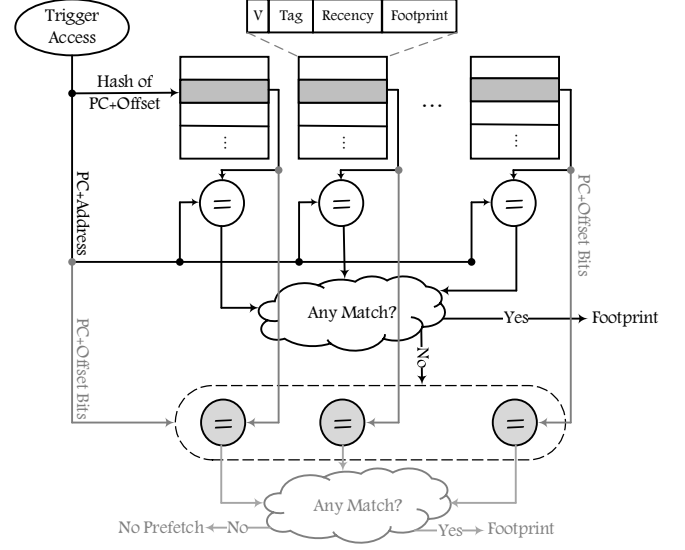 Trigger
Access
V Tag Recency Footprint
Hash of
PC+Offset
...
...
...
...
PC+Address
PC+Offset Bits
=
=
=
Any Match?
Yes
Footprint
No
PC+Offset Bits
=
=
=
Any Match?
No Prefetch
No
Yes
Footprint